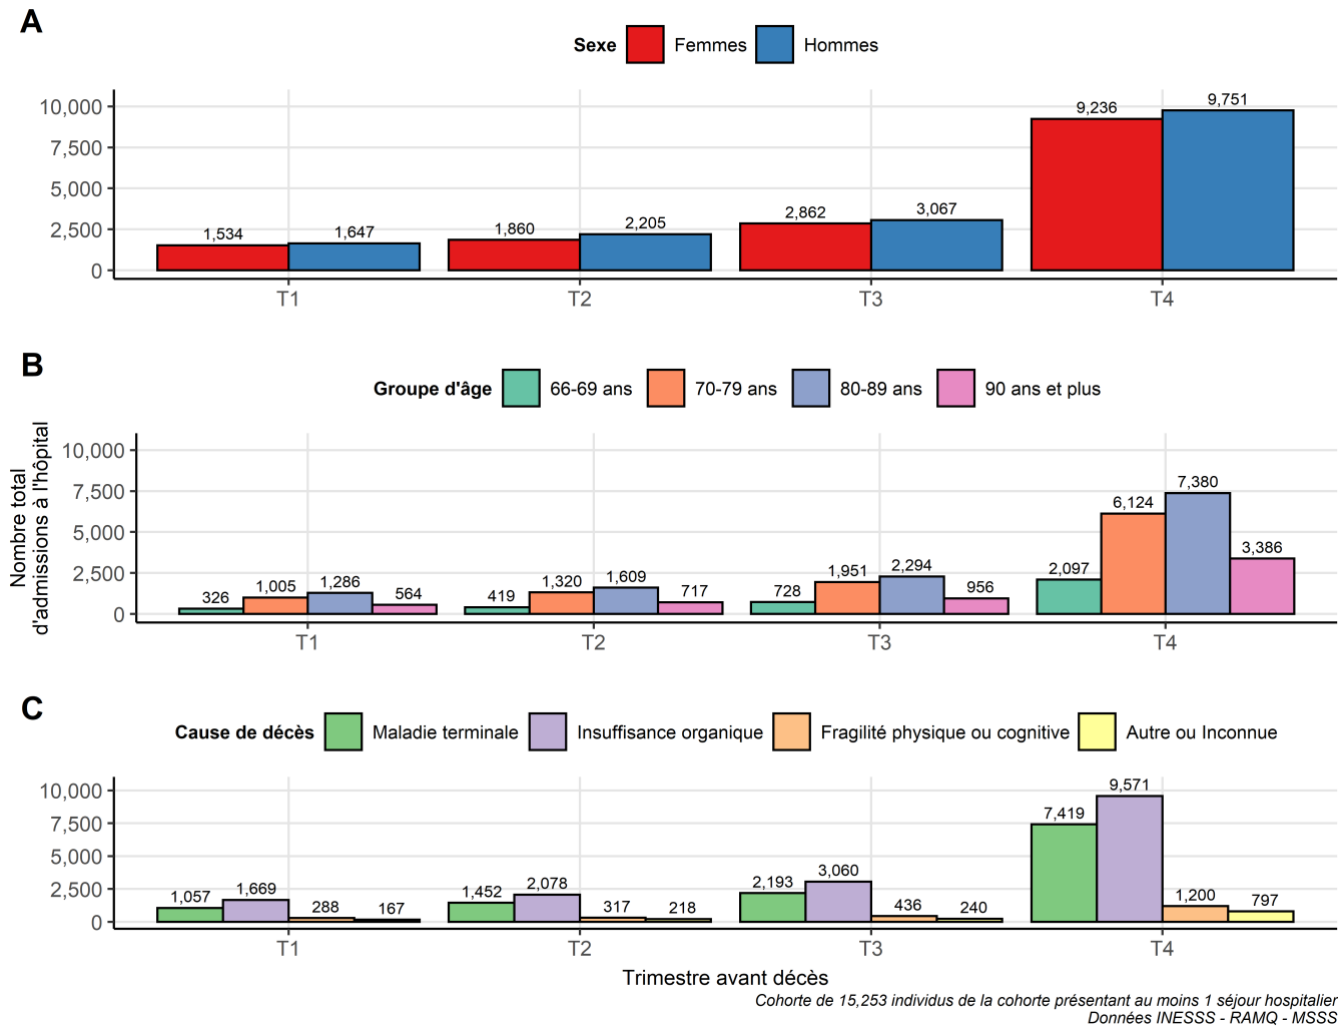 A
Sexe Femmes Hommes
10,000
7,500
5,000
2,500
0
1,534 1,647 1,860 2,205 2,862 3,067 9,236 9,751
T1 T2 T3 T4
B
Groupe d'âge 66-69 ans 70-79 ans 80-89 ans 90 ans et plus
Nombre total
d'admissions à l'hôpital
10,000
7,500
5,000
2,500
0
326 1,005 1,286 564 419 1,320 1,609 717 728 1,951 2,294 956 2,097 6,124 7,380 3,386
T1 T2 T3 T4
C
Cause de décès Maladie terminale Insuffisance organique Fragilité physique ou cognitive Autre ou Inconnue
10,000
7,500
5,000
2,500
0
1,057 1,669 288 167 1,452 2,078 317 218 2,193 3,060 436 240 7,419 9,571 1,200 797
T1 T2 T3 T4
Trimestre avant décès
Cohorte de 15,253 individus de la cohorte présentant au moins 1 séjour hospitalier
Données INESSS - RAMQ - MSSS